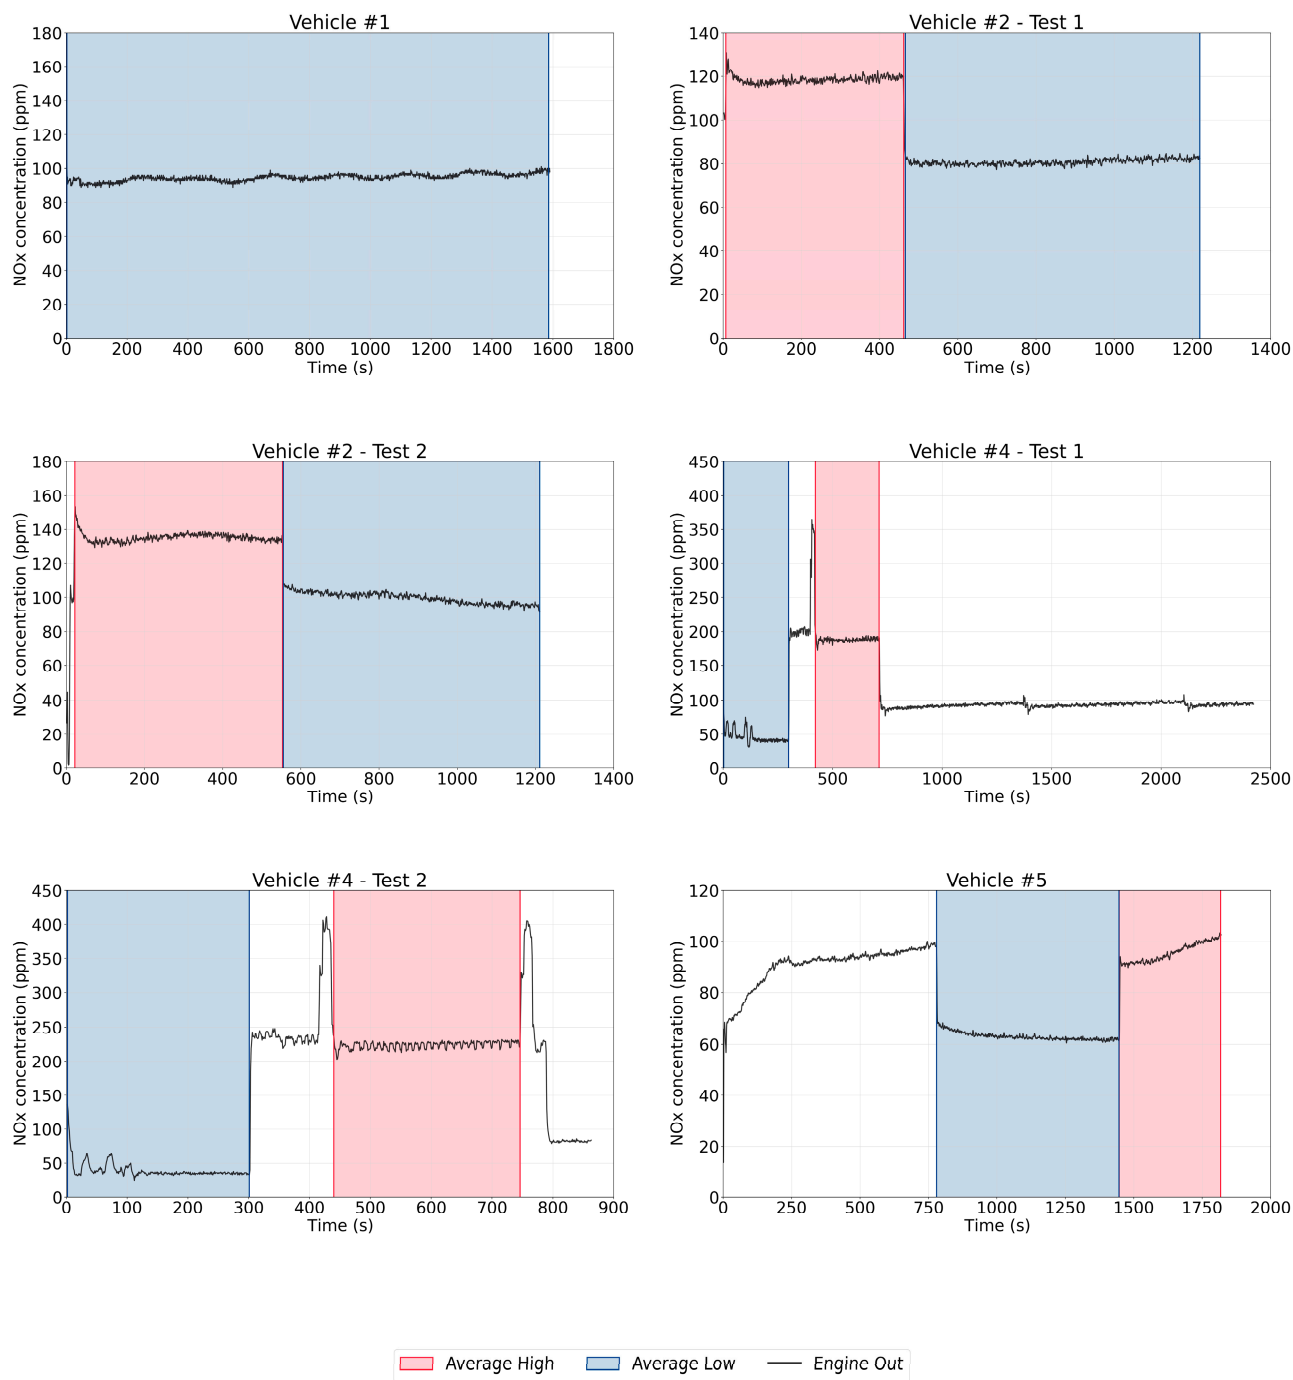 Vehicle #1
NOx concentration (ppm)
180
160
140
120
100
80
60
40
20
0
0 200 400 600 800 1000 1200 1400 1600 1800
Time (s)
Vehicle #2 - Test 1
NOx concentration (ppm)
140
120
100
80
60
40
20
0
0 200 400 600 800 1000 1200 1400
Time (s)
Vehicle #2 - Test 2
NOx concentration (ppm)
180
160
140
120
100
80
60
40
20
0
0 200 400 600 800 1000 1200 1400
Time (s)
Vehicle #4 - Test 1
NOx concentration (ppm)
450
400
350
300
250
200
150
100
50
0
0 500 1000 1500 2000 2500
Time (s)
Vehicle #4 - Test 2
NOx concentration (ppm)
450
400
350
300
250
200
150
100
50
0
0 100 200 300 400 500 600 700 800 900
Time (s)
Vehicle #5
NOx concentration (ppm)
120
100
80
60
40
20
0
0 250 500 750 1000 1250 1500 1750 2000
Time (s)
Average High Average Low Engine Out